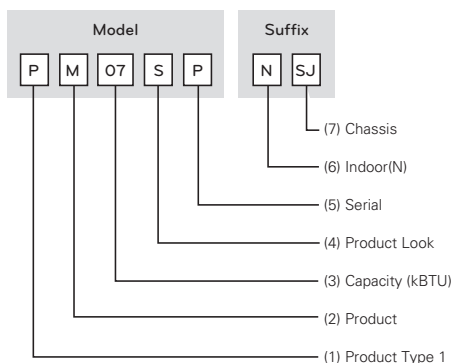 Model Suffix
P M 07 S P N SJ
(7) Chassis
(6) Indoor(N)
(5) Serial
(4) Product Look
(3) Capacity (kBTU)
(2) Product
(1) Product Type 1